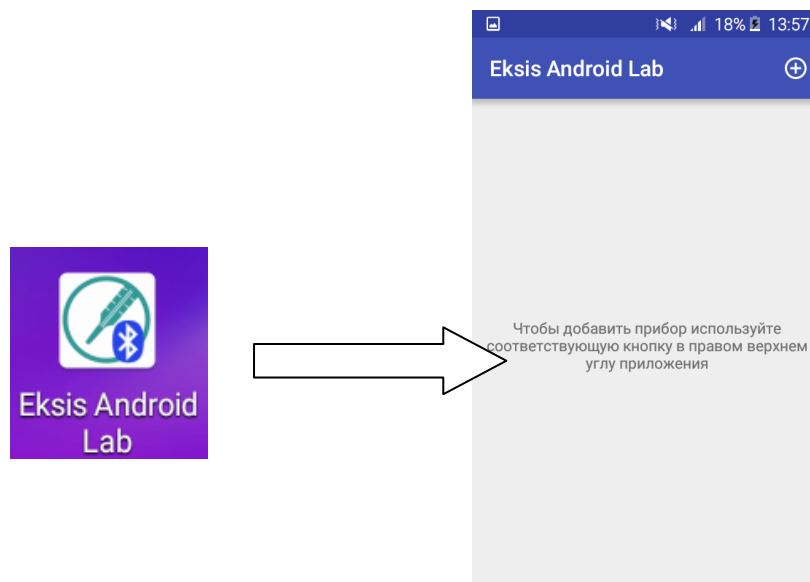 Eksis Android
Lab
18% 13:57
Eksis Android Lab
Чтобы добавить прибор используйте
соответствующую кнопку в правом верхнем
углу приложения